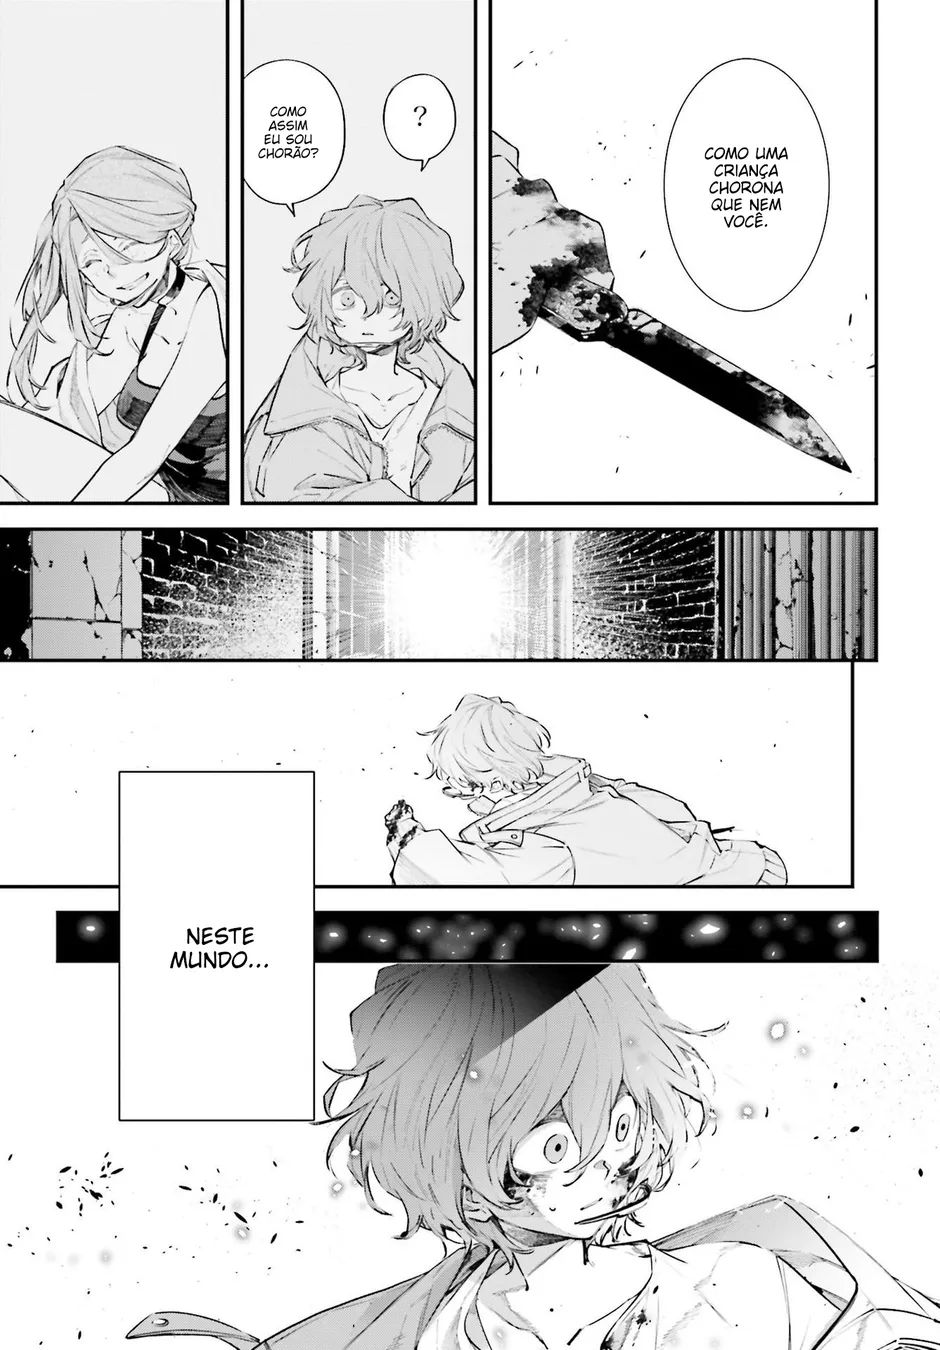 COMO UMA
CRIANÇA
CHORONA
QUE NEM
VOCÊ.
?
COMO
ASSIM
EU SOU
CHORÃO?
NESTE
MUNDO...